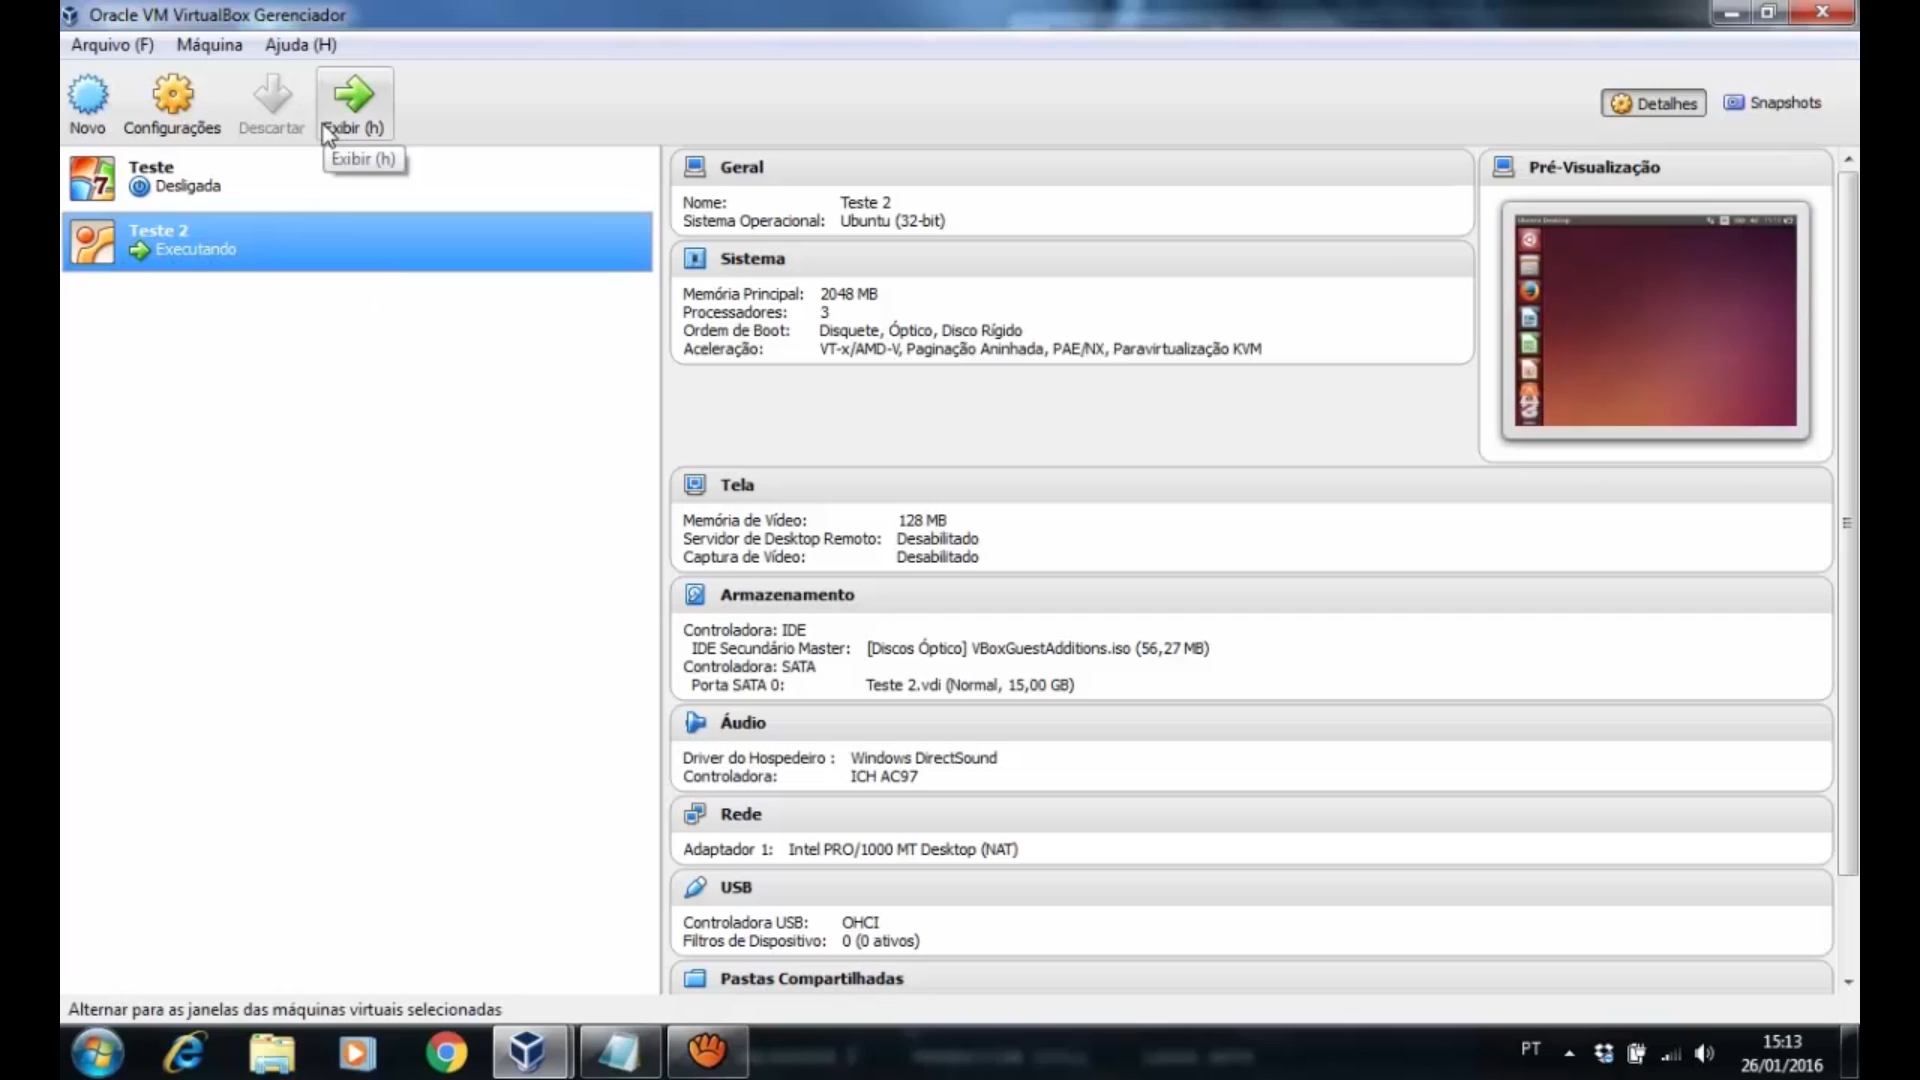 Oracle VM VirtualBox Gerenciador
Arquivo (F) Máquina Ajuda (H)
Novo Configurações Descartar Exibir (h)
Exibir (h)
Detalhes Snapshots
Teste
Desligada
Teste 2
Executando
Geral
Nome: Teste 2
Sistema Operacional: Ubuntu (32-bit)
Sistema
Memória Principal: 2048 MB
Processadores: 3
Ordem de Boot: Disquete, Óptico, Disco Rígido
Aceleração: VT-x/AMD-V, Paginação Aninhada, PAE/NX, Paravirtualização KVM
Pré-Visualização
Ubuntu Desktop
Tela
Memória de Vídeo: 128 MB
Servidor de Desktop Remoto: Desabilitado
Captura de Vídeo: Desabilitado
Armazenamento
Controladora: IDE
IDE Secundário Master: [Discos Óptico] VBoxGuestAdditions.iso (56,27 MB)
Controladora: SATA
Porta SATA 0: Teste 2.vdi (Normal, 15,00 GB)
Áudio
Driver do Hospedeiro : Windows DirectSound
Controladora: ICH AC97
Rede
Adaptador 1: Intel PRO/1000 MT Desktop (NAT)
USB
Controladora USB: OHCI
Filtros de Dispositivo: 0 (0 ativos)
Pastas Compartilhadas
Alternar para as janelas das máquinas virtuais selecionadas
PT
15:13
26/01/2016